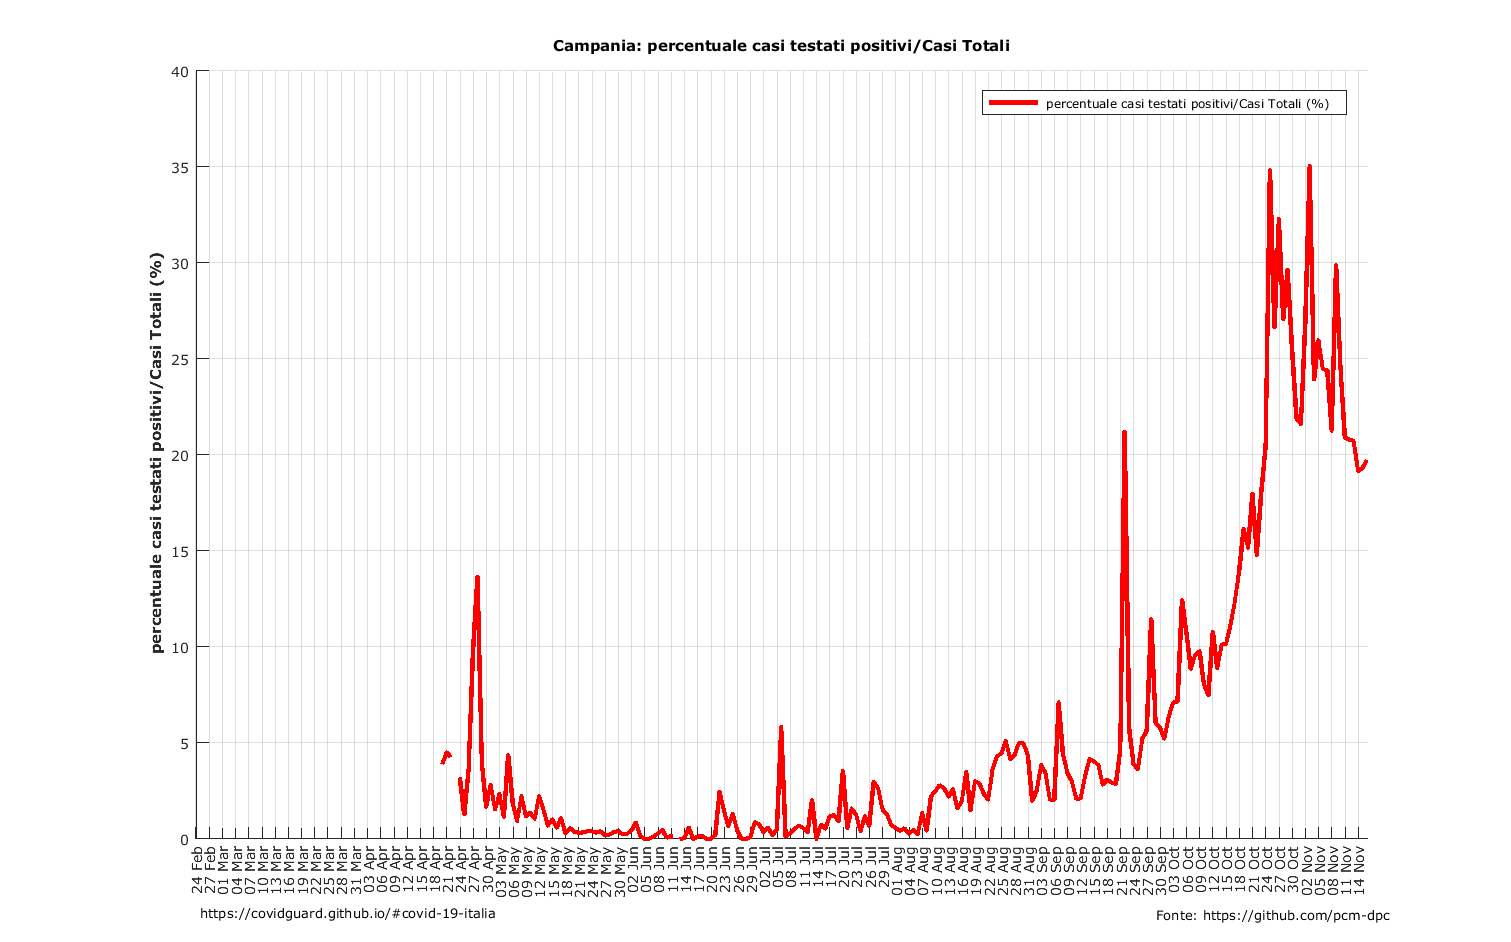 Campania: percentuale casi testati positivi/Casi Totali
percentuale casi testati positivi/Casi Totali (%)
percentuale casi testati positivi/Casi Totali (%)
40
35
30
25
20
15
10
5
0
24 Feb
27 Feb
01 Mar
04 Mar
07 Mar
10 Mar
13 Mar
16 Mar
19 Mar
22 Mar
25 Mar
28 Mar
31 Mar
03 Apr
06 Apr
09 Apr
12 Apr
15 Apr
18 Apr
21 Apr
24 Apr
27 Apr
30 Apr
03 May
06 May
09 May
12 May
15 May
18 May
21 May
24 May
27 May
30 May
02 Jun
05 Jun
08 Jun
11 Jun
14 Jun
17 Jun
20 Jun
23 Jun
26 Jun
29 Jun
02 Jul
05 Jul
08 Jul
11 Jul
14 Jul
17 Jul
20 Jul
23 Jul
26 Jul
29 Jul
01 Aug
04 Aug
07 Aug
10 Aug
13 Aug
16 Aug
19 Aug
22 Aug
25 Aug
28 Aug
31 Aug
03 Sep
06 Sep
09 Sep
12 Sep
15 Sep
18 Sep
21 Sep
24 Sep
27 Sep
30 Sep
03 Oct
06 Oct
09 Oct
12 Oct
15 Oct
18 Oct
21 Oct
24 Oct
27 Oct
30 Oct
02 Nov
05 Nov
08 Nov
11 Nov
14 Nov
https://covidguard.github.io/#covid-19-italia
Fonte: https://github.com/pcm-dpc